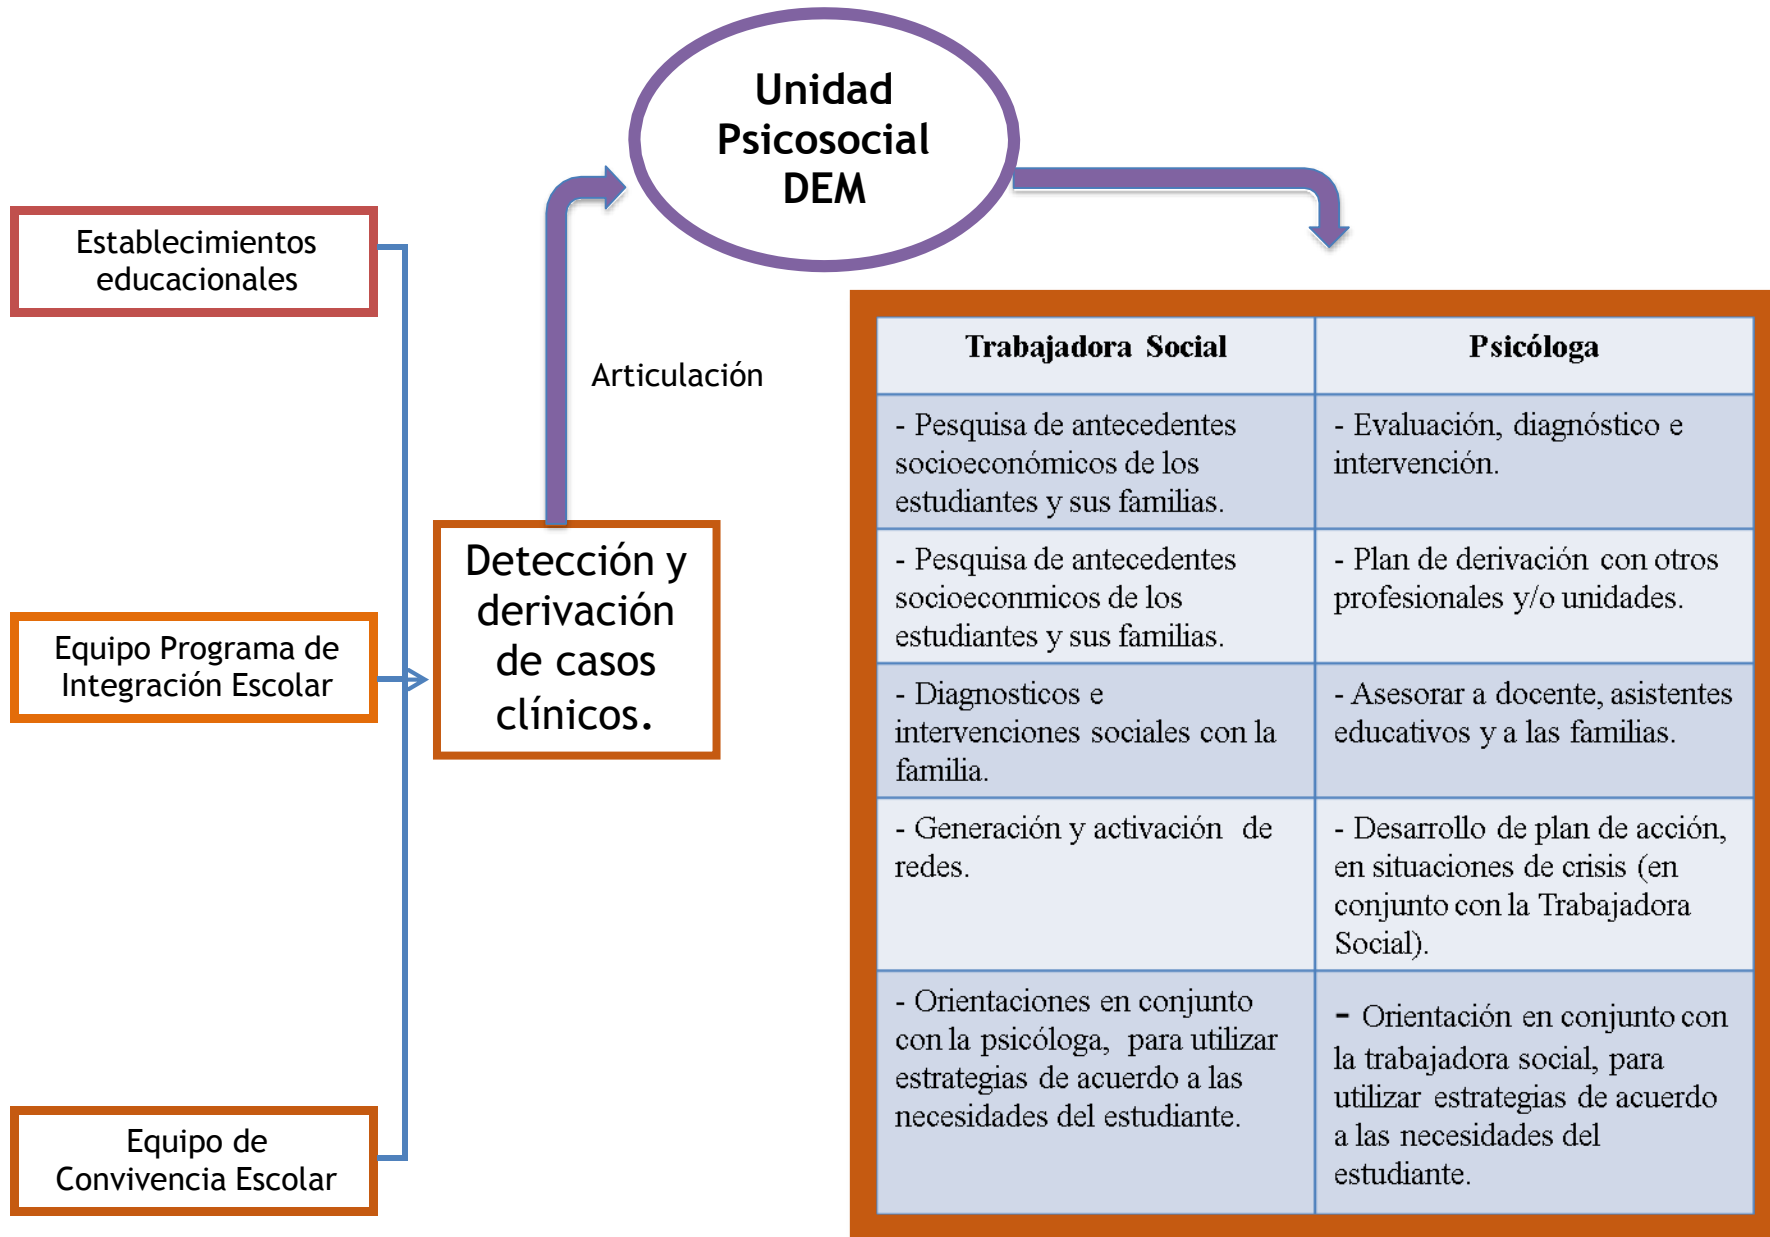 Unidad
Psicosocial
DEM
Establecimientos
educacionales
Articulación
Detección y
derivación
de casos
clínicos.
Equipo Programa de
Integración Escolar
Equipo de
Convivencia Escolar
Trabajadora Social
Psicóloga
- Pesquisa de antecedentes
socioeconómicos de los
estudiantes y sus familias.
- Evaluación, diagnóstico e
intervención.
- Pesquisa de antecedentes
socioeconmicos de los
estudiantes y sus familias.
- Plan de derivación con otros
profesionales y/o unidades.
- Diagnosticos e
intervenciones sociales con la
familia.
- Asesorar a docente, asistentes
educativos y a las familias.
- Generación y activación de
redes.
- Desarrollo de plan de acción,
en situaciones de crisis (en
conjunto con la Trabajadora
Social).
- Orientaciones en conjunto
con la psicóloga, para utilizar
estrategias de acuerdo a las
necesidades del estudiante.
- Orientación en conjunto con
la trabajadora social, para
utilizar estrategias de acuerdo
a las necesidades del
estudiante.